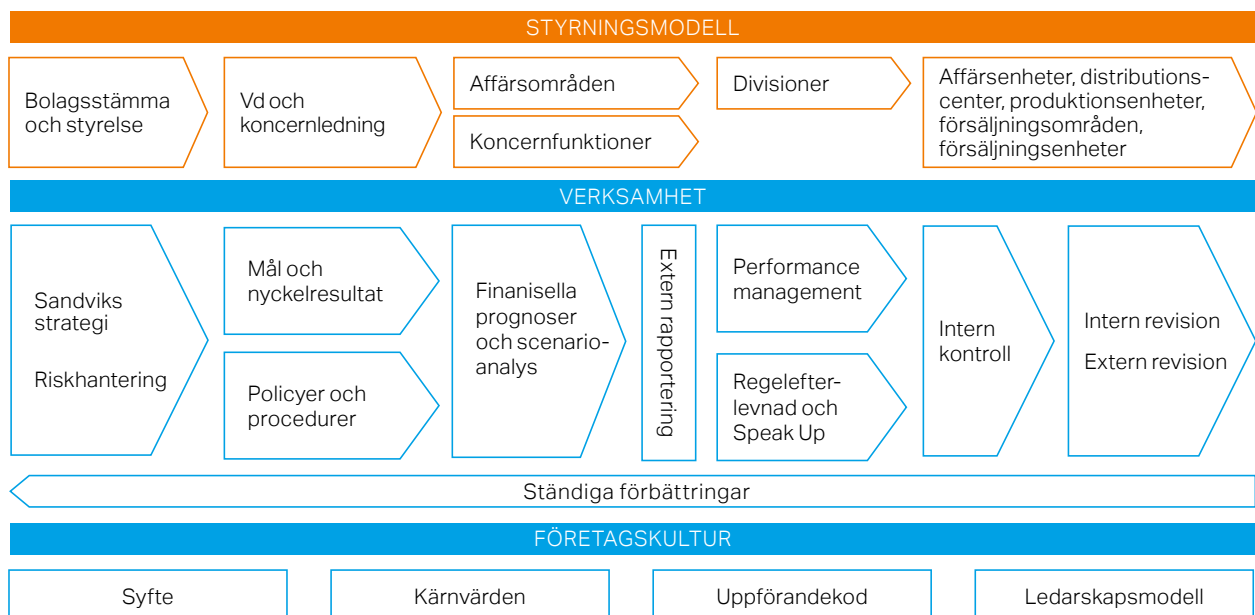 STYRNINGSMODELL
Bolagsstämma
och styrelse
Vd och
koncernledning
Affärsområden
Koncernfunktioner
Divisioner
Affärsenheter, distributions-
center, produktionsenheter,
försäljningsområden,
försäljningsenheter
VERKSAMHET
Sandviks
strategi
Riskhantering
Mål och
nyckelresultat
Policyer och
procedurer
Finanisella
prognoser
och scenario-
analys
Extern rapportering
Performance
management
Regelefter-
levnad och
Speak Up
Intern
kontroll
Intern revision
Extern revision
Ständiga förbättringar
FÖRETAGSKULTUR
Syfte
Kärnvärden
Uppförandekod
Ledarskapsmodell